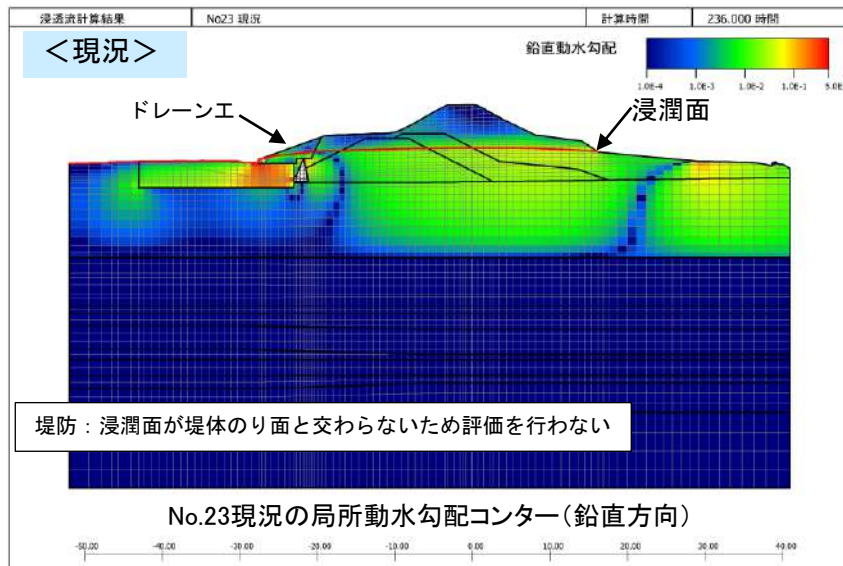 浸透流計算結果 No23 現況 計算時間 236.000 時間
＜現況＞
鉛直動水勾配
1.0E-4 1.0E-3 1.0E-2 1.0E-1 5.0E
ドレーン工
浸潤面
堤防：浸潤面が堤体のり面と交わらないため評価を行わない
No.23現況の局所動水勾配コンター(鉛直方向)
-50.00 -40.00 -30.00 -20.00 -10.00 0.00 10.00 20.00 30.00 40.00